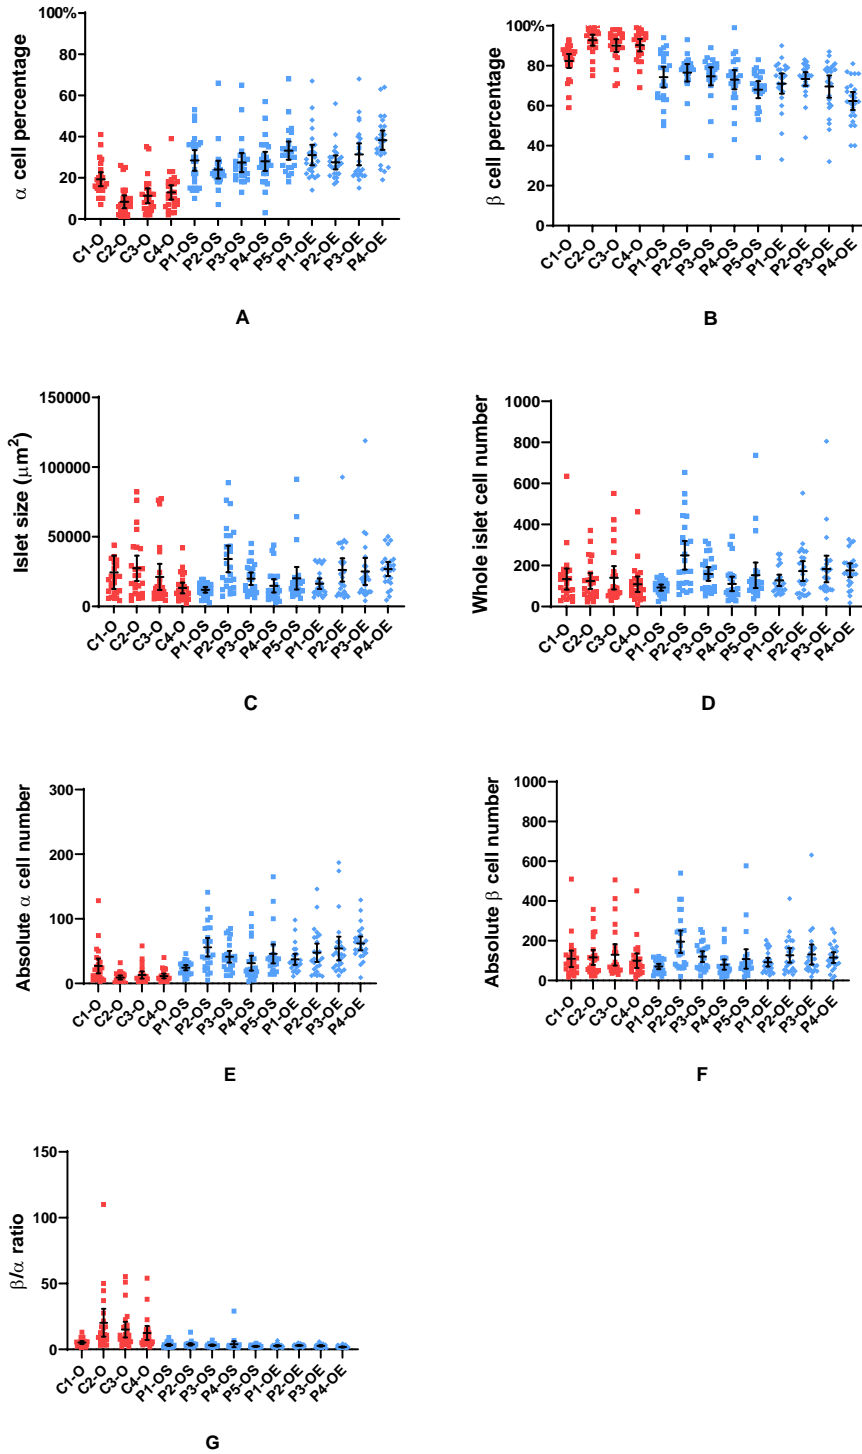 α cell percentage
100%
80
60
40
20
0
C1-O
C2-O
C3-O
C4-O
P1-OS
P2-OS
P3-OS
P4-OS
P5-OS
P1-OE
P2-OE
P3-OE
P4-OE
A
β cell percentage
100%
80
60
40
20
0
C1-O
C2-O
C3-O
C4-O
P1-OS
P2-OS
P3-OS
P4-OS
P5-OS
P1-OE
P2-OE
P3-OE
P4-OE
B
Islet size (μm²)
150000
100000
50000
0
C1-O
C2-O
C3-O
C4-O
P1-OS
P2-OS
P3-OS
P4-OS
P5-OS
P1-OE
P2-OE
P3-OE
P4-OE
C
Whole islet cell number
1000
800
600
400
200
0
C1-O
C2-O
C3-O
C4-O
P1-OS
P2-OS
P3-OS
P4-OS
P5-OS
P1-OE
P2-OE
P3-OE
P4-OE
D
Absolute α cell number
300
200
100
0
C1-O
C2-O
C3-O
C4-O
P1-OS
P2-OS
P3-OS
P4-OS
P5-OS
P1-OE
P2-OE
P3-OE
P4-OE
E
Absolute β cell number
1000
800
600
400
200
0
C1-O
C2-O
C3-O
C4-O
P1-OS
P2-OS
P3-OS
P4-OS
P5-OS
P1-OE
P2-OE
P3-OE
P4-OE
F
β/α ratio
150
100
50
0
C1-O
C2-O
C3-O
C4-O
P1-OS
P2-OS
P3-OS
P4-OS
P5-OS
P1-OE
P2-OE
P3-OE
P4-OE
G